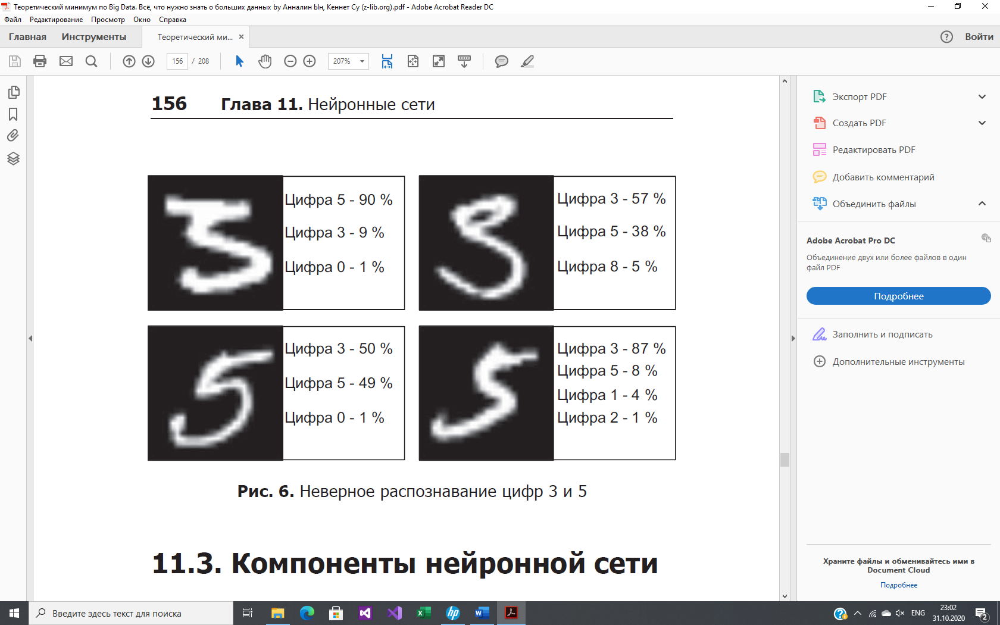 Теоретический минимум по Big Data. Всё, что нужно знать о больших данных by Анналин Ын, Кеннет Су (z-lib.org).pdf - Adobe Acrobat Reader DC
Файл Редактирование Просмотр Окно Справка
Главная Инструменты Теоретический ми... × Войти
156 / 208 207%
156 Глава 11. Нейронные сети
Цифра 5 - 90 %
Цифра 3 - 9 %
Цифра 0 - 1 %
Цифра 3 - 57 %
Цифра 5 - 38 %
Цифра 8 - 5 %
Цифра 3 - 50 %
Цифра 5 - 49 %
Цифра 0 - 1 %
Цифра 3 - 87 %
Цифра 5 - 8 %
Цифра 1 - 4 %
Цифра 2 - 1 %
Рис. 6. Неверное распознавание цифр 3 и 5
11.3. Компоненты нейронной сети
Экспорт PDF
Создать PDF
Редактировать PDF
Добавить комментарий
Объединить файлы
Adobe Acrobat Pro DC
Объединение двух или более файлов в один
файл PDF
Подробнее
Заполнить и подписать
Дополнительные инструменты
Храните файлы и обменивайтесь ими в
Document Cloud
Подробнее
Введите здесь текст для поиска
ENG
23:02
31.10.2020
2